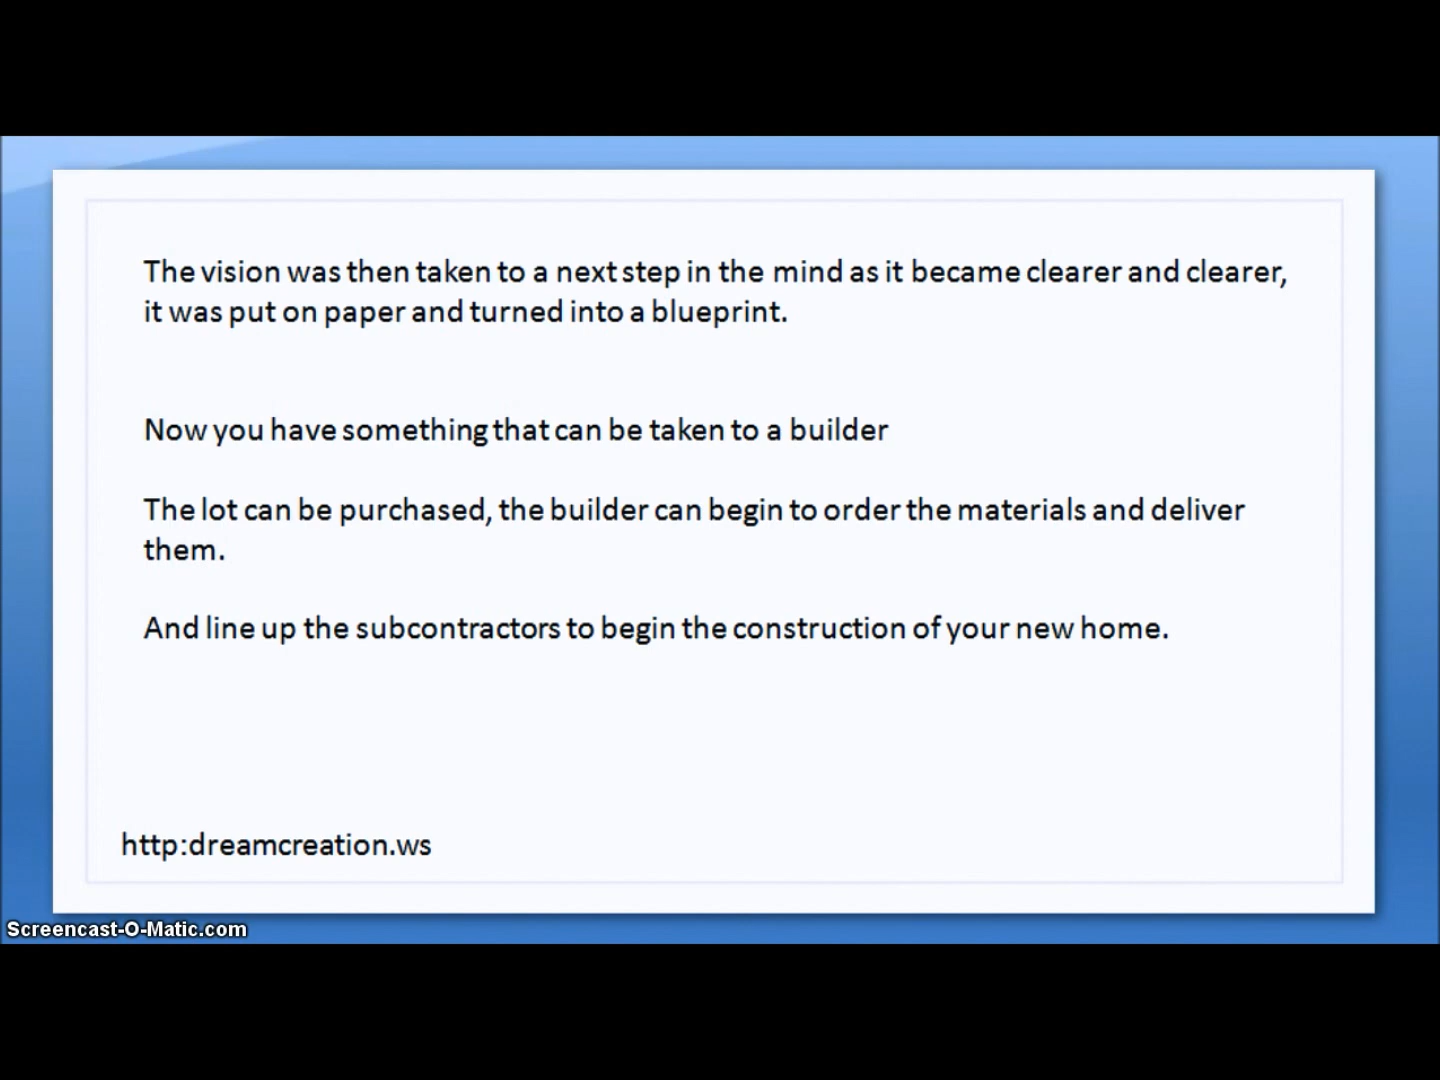 The vision was then taken to a next step in the mind as it became clearer and clearer,
it was put on paper and turned into a blueprint.
Now you have something that can be taken to a builder
The lot can be purchased, the builder can begin to order the materials and deliver
them.
And line up the subcontractors to begin the construction of your new home.
http:dreamcreation.ws
Screencast-O-Matic.com